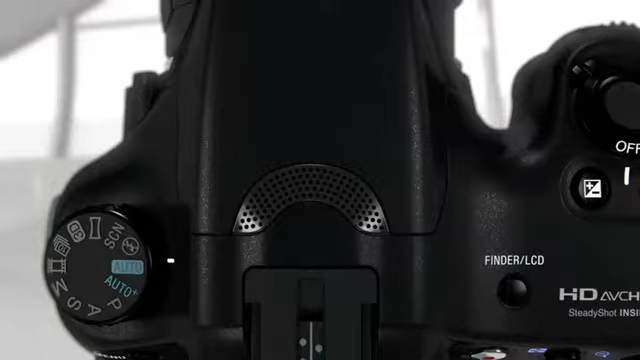 OFF
FINDER/LCD
HD AVCH
SteadyShot INSI
SCN
AUTO
AUTO+
P
A
S
M